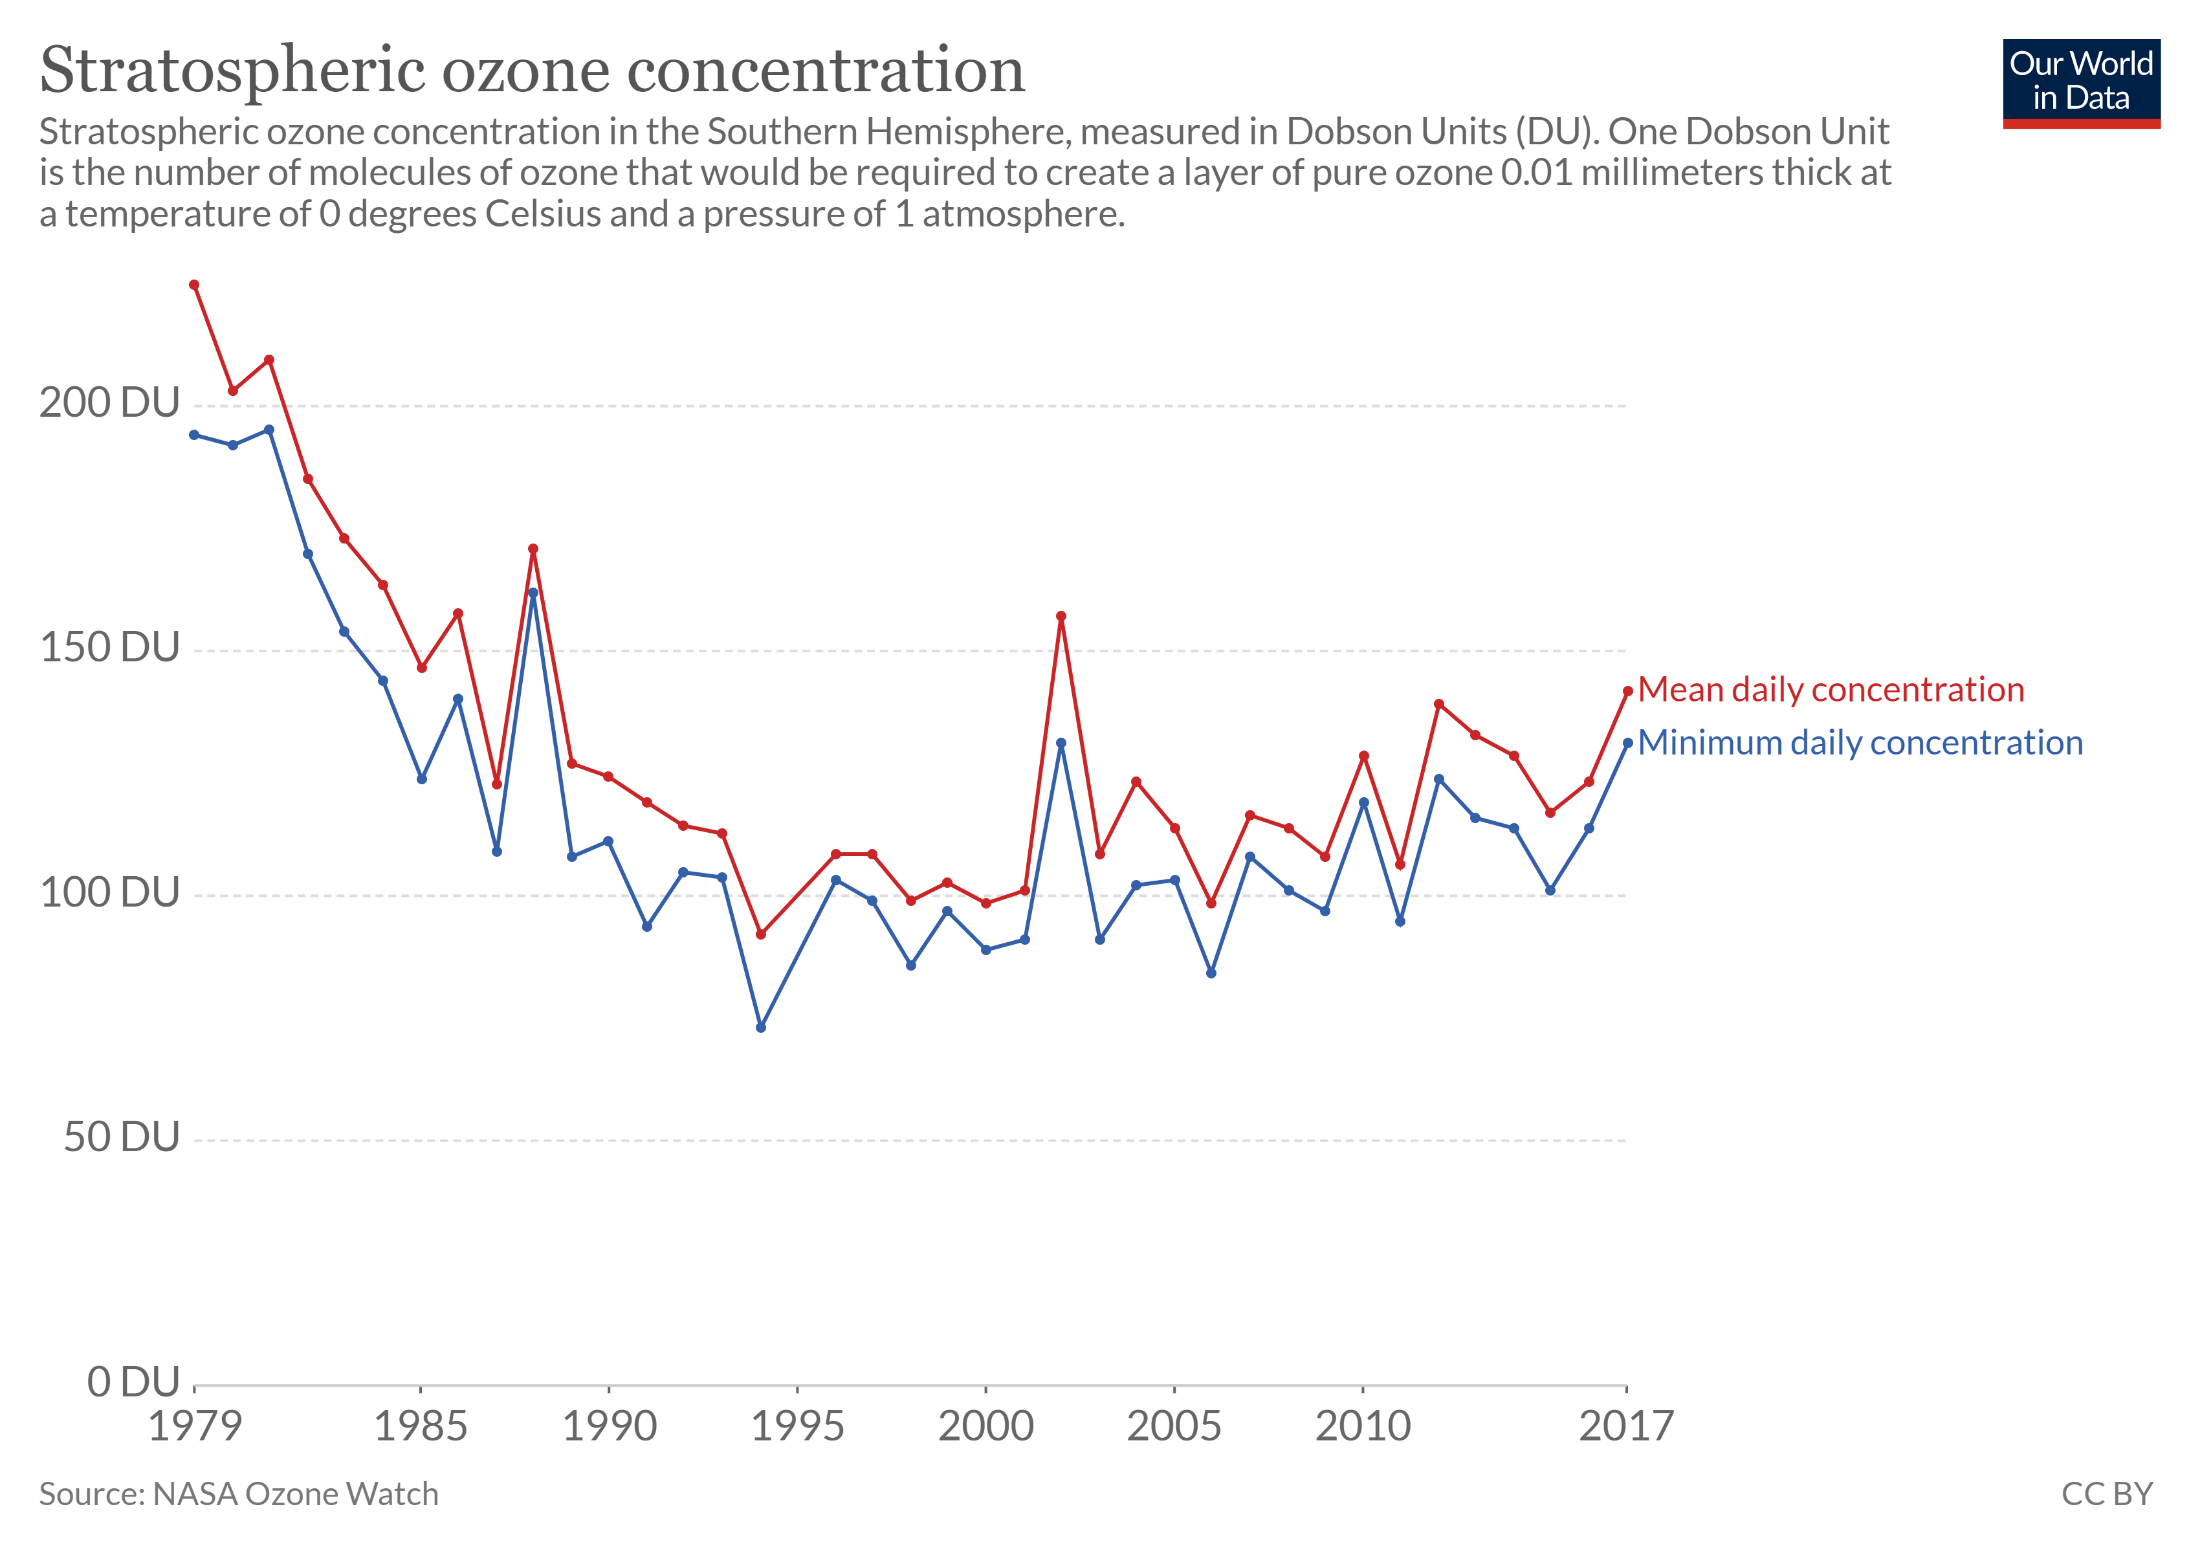 Stratospheric ozone concentration
Our World
in Data
Stratospheric ozone concentration in the Southern Hemisphere, measured in Dobson Units (DU). One Dobson Unit
is the number of molecules of ozone that would be required to create a layer of pure ozone 0.01 millimeters thick at
a temperature of 0 degrees Celsius and a pressure of 1 atmosphere.
200 DU
150 DU
Mean daily concentration
Minimum daily concentration
100 DU
50 DU
0 DU
1979 1985 1990 1995 2000 2005 2010 2017
Source: NASA Ozone Watch
CC BY